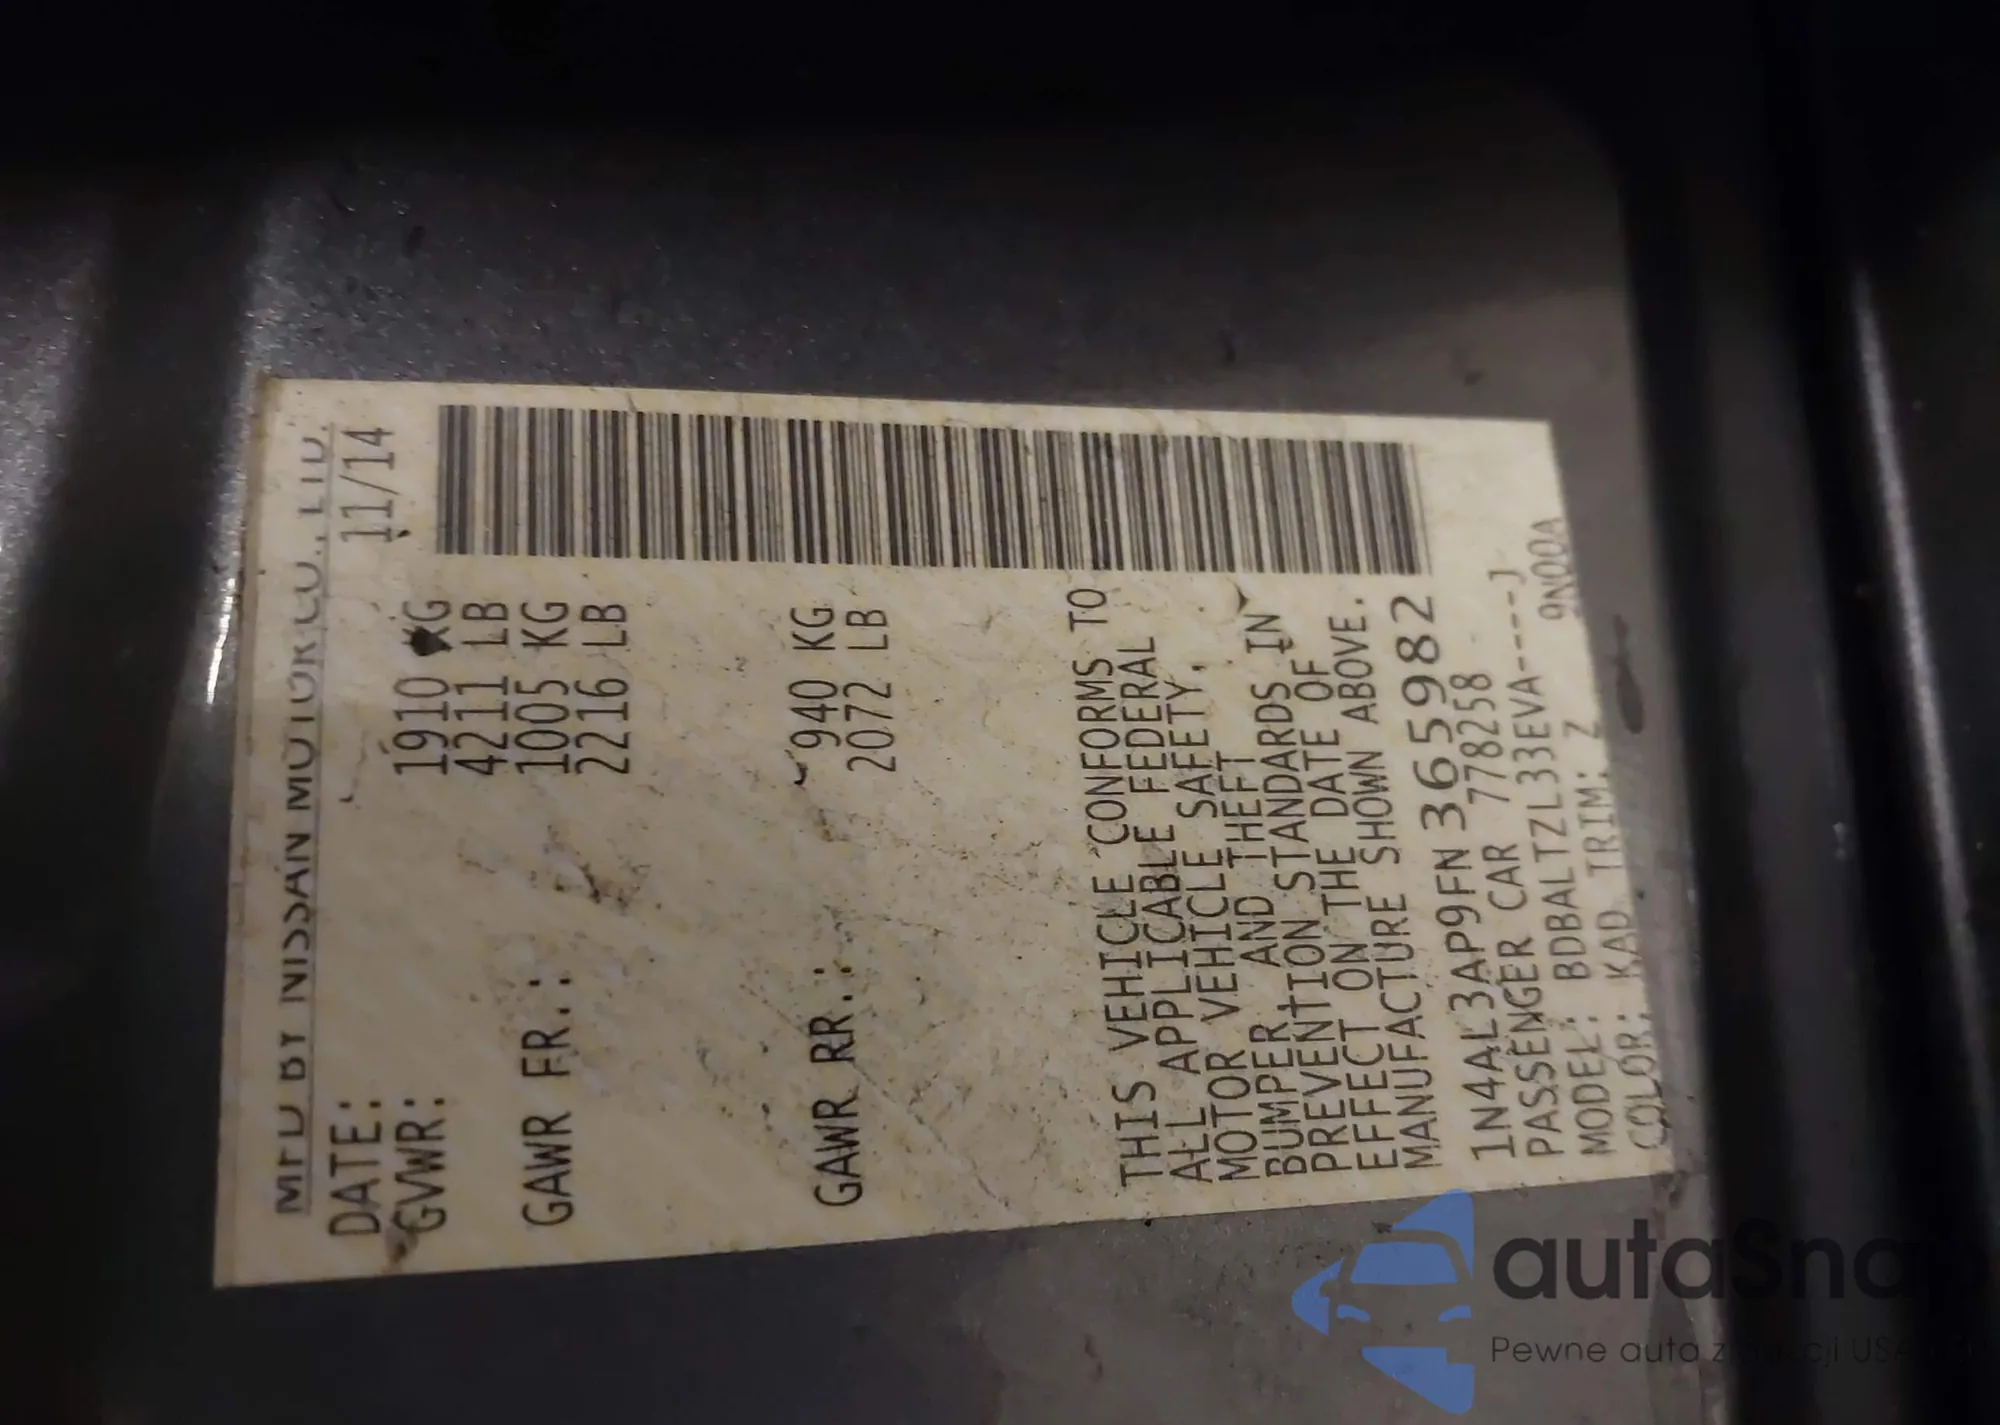 MFD BY NISSAN MOTOR CO., LTD.
DATE: 11/14
GVWR: 1910 KG
4211 LB
GAWR FR.: 1005 KG
2216 LB
GAWR RR.: 940 KG
2072 LB
THIS VEHICLE CONFORMS TO
ALL APPLICABLE FEDERAL
MOTOR VEHICLE SAFETY,
BUMPER AND THEFT
PREVENTION STANDARDS IN
EFFECT ON THE DATE OF
MANUFACTURE SHOWN ABOVE.
1N4AL3AP9FN 365982
PASSENGER CAR 778258
MODEL: BDBALTZL33EVA----J
COLOR: KAD TRIM: Z 9N00A
autaSna
Pewne auta z USA